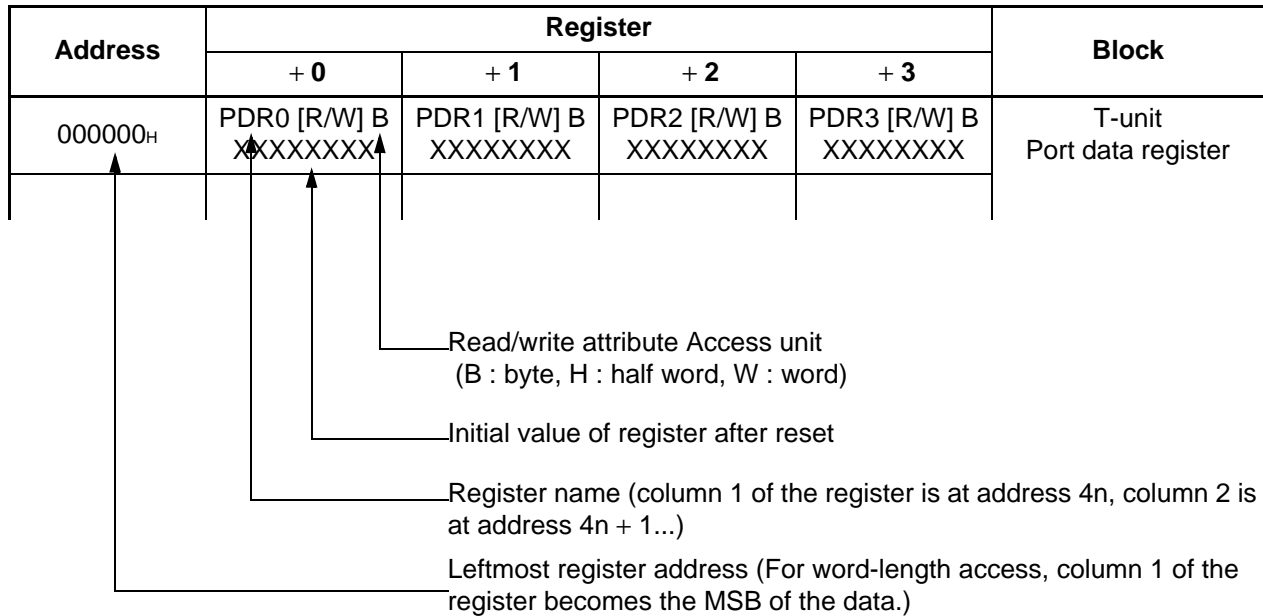 Address
Register
Block
+ 0
+ 1
+ 2
+ 3
000000H
PDR0 [R/W] B
XXXXXXXX
PDR1 [R/W] B
XXXXXXXX
PDR2 [R/W] B
XXXXXXXX
PDR3 [R/W] B
XXXXXXXX
T-unit
Port data register
Read/write attribute Access unit
(B : byte, H : half word, W : word)
Initial value of register after reset
Register name (column 1 of the register is at address 4n, column 2 is
at address 4n + 1...)
Leftmost register address (For word-length access, column 1 of the
register becomes the MSB of the data.)